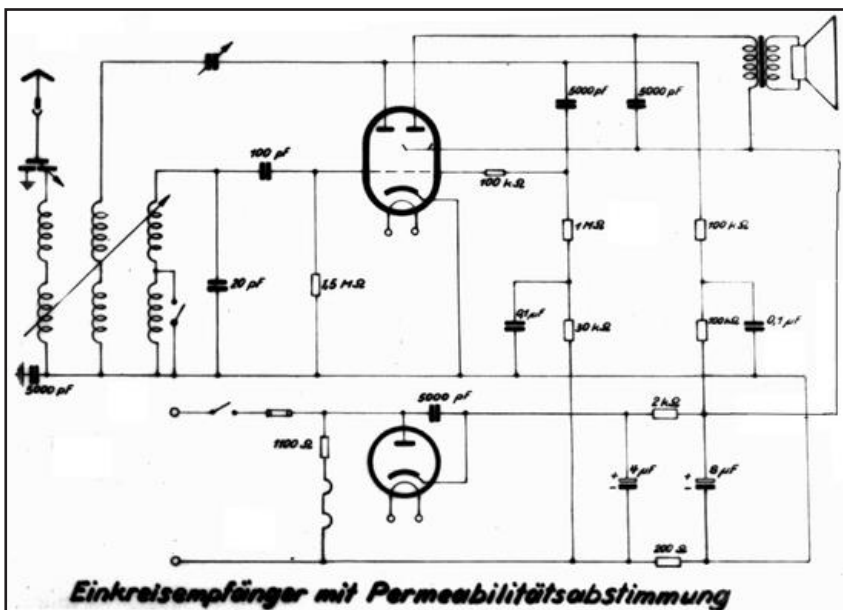 5000 pF
5000 pF
100 pF
100 kΩ
1 MΩ
100 kΩ
20 pF
1,5 MΩ
0,1 µF
30 kΩ
100 kΩ
0,1 µF
5000 pF
5000 pF
2 kΩ
1100 Ω
+
-
4 µF
+
-
8 µF
200 Ω
Einkreisempfänger mit Permeabilitätsabstimmung